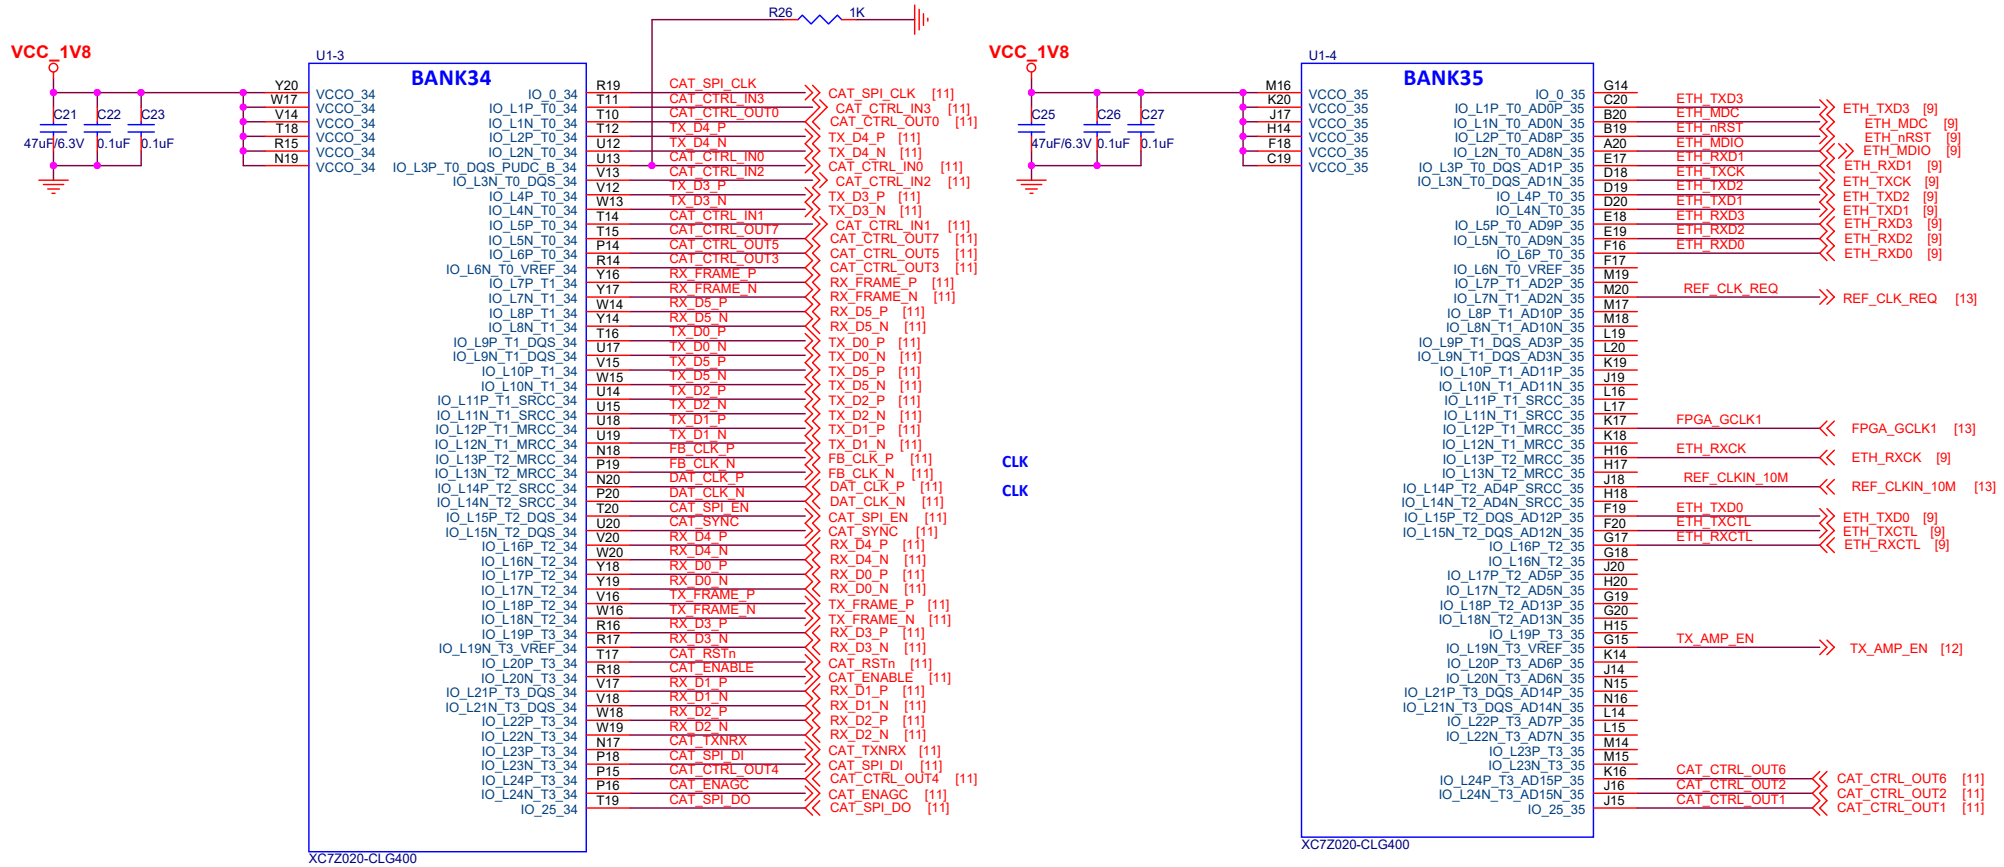 R26 1K
VCC_1V8
C21 C22 C23
47uF/6.3V 0.1uF 0.1uF
U1-3
BANK34
Y20 VCCO_34
W17 VCCO_34
V14 VCCO_34
T18 VCCO_34
R15 VCCO_34
N19 VCCO_34
IO_0_34 R19 CAT_SPI_CLK CAT_SPI_CLK [11]
IO_L1P_T0_34 T11 CAT_CTRL_IN3 CAT_CTRL_IN3 [11]
IO_L1N_T0_34 T10 CAT_CTRL_OUT0 CAT_CTRL_OUT0 [11]
IO_L2P_T0_34 T12 TX_D4_P TX_D4_P [11]
IO_L2N_T0_34 U12 TX_D4_N TX_D4_N [11]
IO_L3P_T0_DQS_PUDC_B_34 U13 CAT_CTRL_IN0 CAT_CTRL_IN0 [11]
IO_L3N_T0_DQS_34 V13 CAT_CTRL_IN2 CAT_CTRL_IN2 [11]
IO_L4P_T0_34 V12 TX_D3_P TX_D3_P [11]
IO_L4N_T0_34 W13 TX_D3_N TX_D3_N [11]
IO_L5P_T0_34 T14 CAT_CTRL_IN1 CAT_CTRL_IN1 [11]
IO_L5N_T0_34 T15 CAT_CTRL_OUT7 CAT_CTRL_OUT7 [11]
IO_L6P_T0_34 P14 CAT_CTRL_OUT5 CAT_CTRL_OUT5 [11]
IO_L6N_T0_VREF_34 R14 CAT_CTRL_OUT3 CAT_CTRL_OUT3 [11]
IO_L7P_T1_34 Y16 RX_FRAME_P RX_FRAME_P [11]
IO_L7N_T1_34 Y17 RX_FRAME_N RX_FRAME_N [11]
IO_L8P_T1_34 W14 RX_D5_P RX_D5_P [11]
IO_L8N_T1_34 Y14 RX_D5_N RX_D5_N [11]
IO_L9P_T1_DQS_34 T16 TX_D0_P TX_D0_P [11]
IO_L9N_T1_DQS_34 U17 TX_D0_N TX_D0_N [11]
IO_L10P_T1_34 V15 TX_D5_P TX_D5_P [11]
IO_L10N_T1_34 W15 TX_D5_N TX_D5_N [11]
IO_L11P_T1_SRCC_34 U14 TX_D2_P TX_D2_P [11]
IO_L11N_T1_SRCC_34 U15 TX_D2_N TX_D2_N [11]
IO_L12P_T1_MRCC_34 U18 TX_D1_P TX_D1_P [11]
IO_L12N_T1_MRCC_34 U19 TX_D1_N TX_D1_N [11]
IO_L13P_T2_MRCC_34 N18 FB_CLK_P FB_CLK_P [11] CLK
IO_L13N_T2_MRCC_34 P19 FB_CLK_N FB_CLK_N [11]
IO_L14P_T2_SRCC_34 N20 DAT_CLK_P DAT_CLK_P [11] CLK
IO_L14N_T2_SRCC_34 P20 DAT_CLK_N DAT_CLK_N [11]
IO_L15P_T2_DQS_34 T20 CAT_SPI_EN CAT_SPI_EN [11]
IO_L15N_T2_DQS_34 U20 CAT_SYNC CAT_SYNC [11]
IO_L16P_T2_34 V20 RX_D4_P RX_D4_P [11]
IO_L16N_T2_34 W20 RX_D4_N RX_D4_N [11]
IO_L17P_T2_34 Y18 RX_D0_P RX_D0_P [11]
IO_L17N_T2_34 Y19 RX_D0_N RX_D0_N [11]
IO_L18P_T2_34 V16 TX_FRAME_P TX_FRAME_P [11]
IO_L18N_T2_34 W16 TX_FRAME_N TX_FRAME_N [11]
IO_L19P_T3_34 R16 RX_D3_P RX_D3_P [11]
IO_L19N_T3_VREF_34 R17 RX_D3_N RX_D3_N [11]
IO_L20P_T3_34 T17 CAT_RSTn CAT_RSTn [11]
IO_L20N_T3_34 R18 CAT_ENABLE CAT_ENABLE [11]
IO_L21P_T3_DQS_34 V17 RX_D1_P RX_D1_P [11]
IO_L21N_T3_DQS_34 V18 RX_D1_N RX_D1_N [11]
IO_L22P_T3_34 W18 RX_D2_P RX_D2_P [11]
IO_L22N_T3_34 W19 RX_D2_N RX_D2_N [11]
IO_L23P_T3_34 N17 CAT_TXNRX CAT_TXNRX [11]
IO_L23N_T3_34 P18 CAT_SPI_DI CAT_SPI_DI [11]
IO_L24P_T3_34 P15 CAT_CTRL_OUT4 CAT_CTRL_OUT4 [11]
IO_L24N_T3_34 P16 CAT_ENAGC CAT_ENAGC [11]
IO_25_34 T19 CAT_SPI_DO CAT_SPI_DO [11]
XC7Z020-CLG400
VCC_1V8
C25 C26 C27
47uF/6.3V 0.1uF 0.1uF
U1-4
BANK35
M16 VCCO_35
K20 VCCO_35
J17 VCCO_35
H14 VCCO_35
F18 VCCO_35
C19 VCCO_35
IO_0_35 G14
IO_L1P_T0_AD0P_35 C20 ETH_TXD3 ETH_TXD3 [9]
IO_L1N_T0_AD0N_35 B20 ETH_MDC ETH_MDC [9]
IO_L2P_T0_AD8P_35 B19 ETH_nRST ETH_nRST [9]
IO_L2N_T0_AD8N_35 A20 ETH_MDIO ETH_MDIO [9]
IO_L3P_T0_DQS_AD1P_35 E17 ETH_RXD1 ETH_RXD1 [9]
IO_L3N_T0_DQS_AD1N_35 D18 ETH_TXCK ETH_TXCK [9]
IO_L4P_T0_35 D19 ETH_TXD2 ETH_TXD2 [9]
IO_L4N_T0_35 D20 ETH_TXD1 ETH_TXD1 [9]
IO_L5P_T0_AD9P_35 E18 ETH_RXD3 ETH_RXD3 [9]
IO_L5N_T0_AD9N_35 E19 ETH_RXD2 ETH_RXD2 [9]
IO_L6P_T0_35 F16 ETH_RXD0 ETH_RXD0 [9]
IO_L6N_T0_VREF_35 F17
IO_L7P_T1_AD2P_35 M19
IO_L7N_T1_AD2N_35 M20 REF_CLK_REQ REF_CLK_REQ [13]
IO_L8P_T1_AD10P_35 M17
IO_L8N_T1_AD10N_35 M18
IO_L9P_T1_DQS_AD3P_35 L19
IO_L9N_T1_DQS_AD3N_35 L20
IO_L10P_T1_AD11P_35 K19
IO_L10N_T1_AD11N_35 J19
IO_L11P_T1_SRCC_35 L16
IO_L11N_T1_SRCC_35 L17
IO_L12P_T1_MRCC_35 K17 FPGA_GCLK1 FPGA_GCLK1 [13]
IO_L12N_T1_MRCC_35 K18
IO_L13P_T2_MRCC_35 H16 ETH_RXCK ETH_RXCK [9]
IO_L13N_T2_MRCC_35 H17
IO_L14P_T2_AD4P_SRCC_35 J18 REF_CLKIN_10M REF_CLKIN_10M [13]
IO_L14N_T2_AD4N_SRCC_35 H18
IO_L15P_T2_DQS_AD12P_35 F19 ETH_TXD0 ETH_TXD0 [9]
IO_L15N_T2_DQS_AD12N_35 F20 ETH_TXCTL ETH_TXCTL [9]
IO_L16P_T2_35 G17 ETH_RXCTL ETH_RXCTL [9]
IO_L16N_T2_35 G18
IO_L17P_T2_AD5P_35 J20
IO_L17N_T2_AD5N_35 H20
IO_L18P_T2_AD13P_35 G19
IO_L18N_T2_AD13N_35 G20
IO_L19P_T3_35 H15
IO_L19N_T3_VREF_35 G15 TX_AMP_EN TX_AMP_EN [12]
IO_L20P_T3_AD6P_35 K14
IO_L20N_T3_AD6N_35 J14
IO_L21P_T3_DQS_AD14P_35 N15
IO_L21N_T3_DQS_AD14N_35 N16
IO_L22P_T3_AD7P_35 L14
IO_L22N_T3_AD7N_35 L15
IO_L23P_T3_35 M14
IO_L23N_T3_35 M15
IO_L24P_T3_AD15P_35 K16 CAT_CTRL_OUT6 CAT_CTRL_OUT6 [11]
IO_L24N_T3_AD15N_35 J16 CAT_CTRL_OUT2 CAT_CTRL_OUT2 [11]
IO_25_35 J15 CAT_CTRL_OUT1 CAT_CTRL_OUT1 [11]
XC7Z020-CLG400